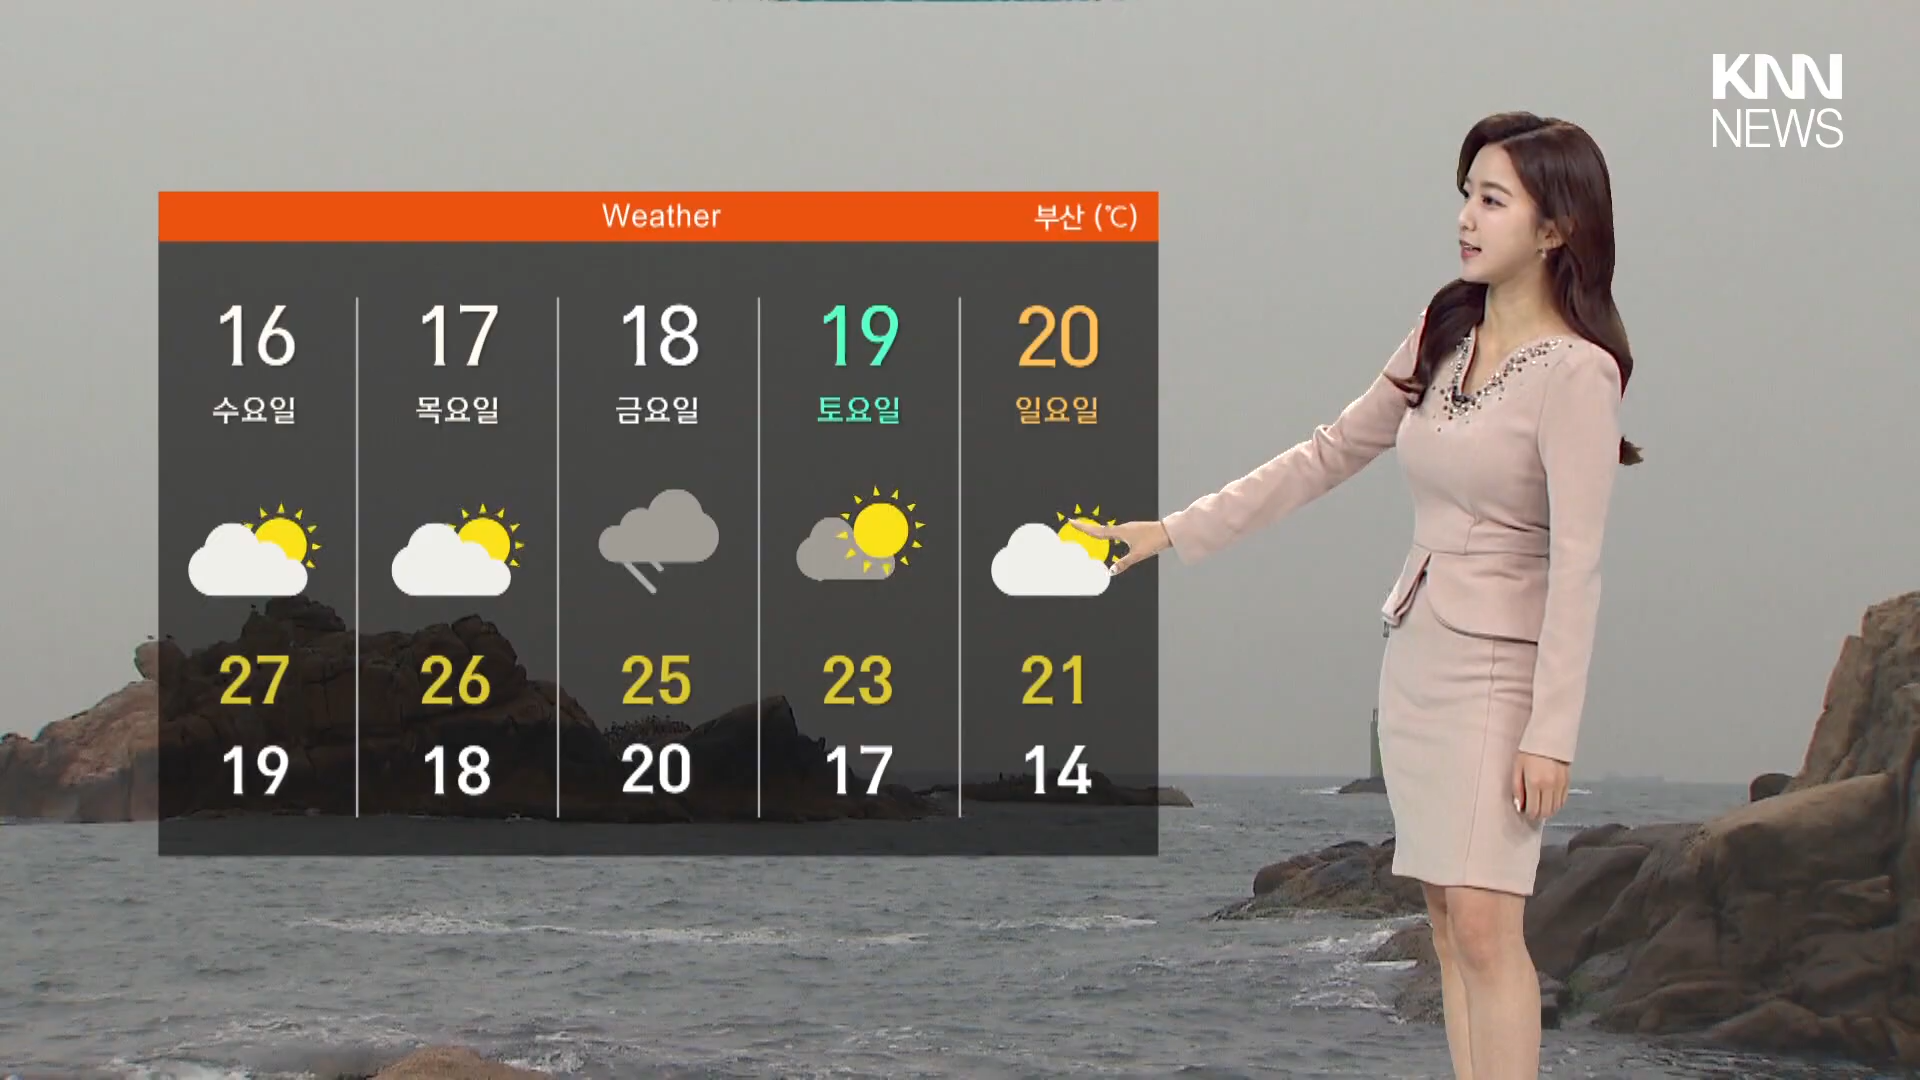 KNN
NEWS
Weather 부산 (℃)
16 17 18 19 20
수요일 목요일 금요일 토요일 일요일
27 26 25 23 21
19 18 20 17 14